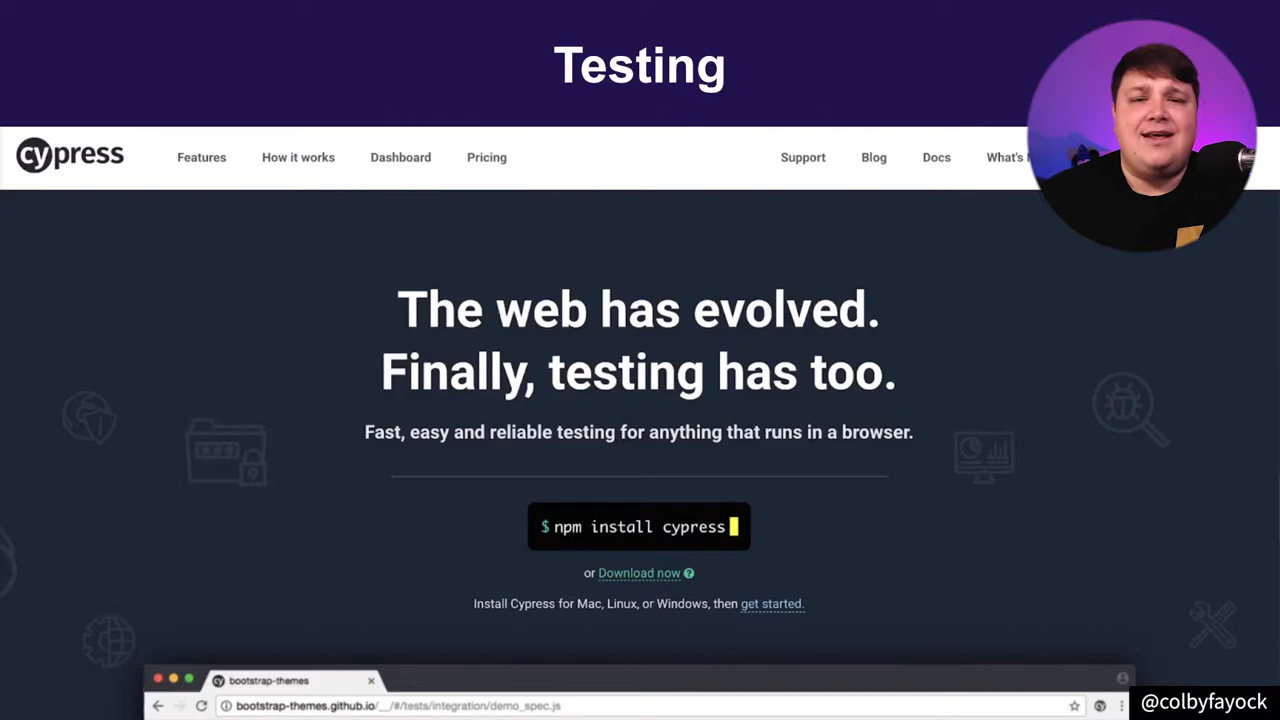 Testing
cypress
Features
How it works
Dashboard
Pricing
Support
Blog
Docs
What's
The web has evolved.
Finally, testing has too.
Fast, easy and reliable testing for anything that runs in a browser.
$ npm install cypress
or Download now
Install Cypress for Mac, Linux, or Windows, then get started.
cy bootstrap-themes
bootstrap-themes.github.io/__/#/tests/integration/demo_spec.js
@colbyfayock